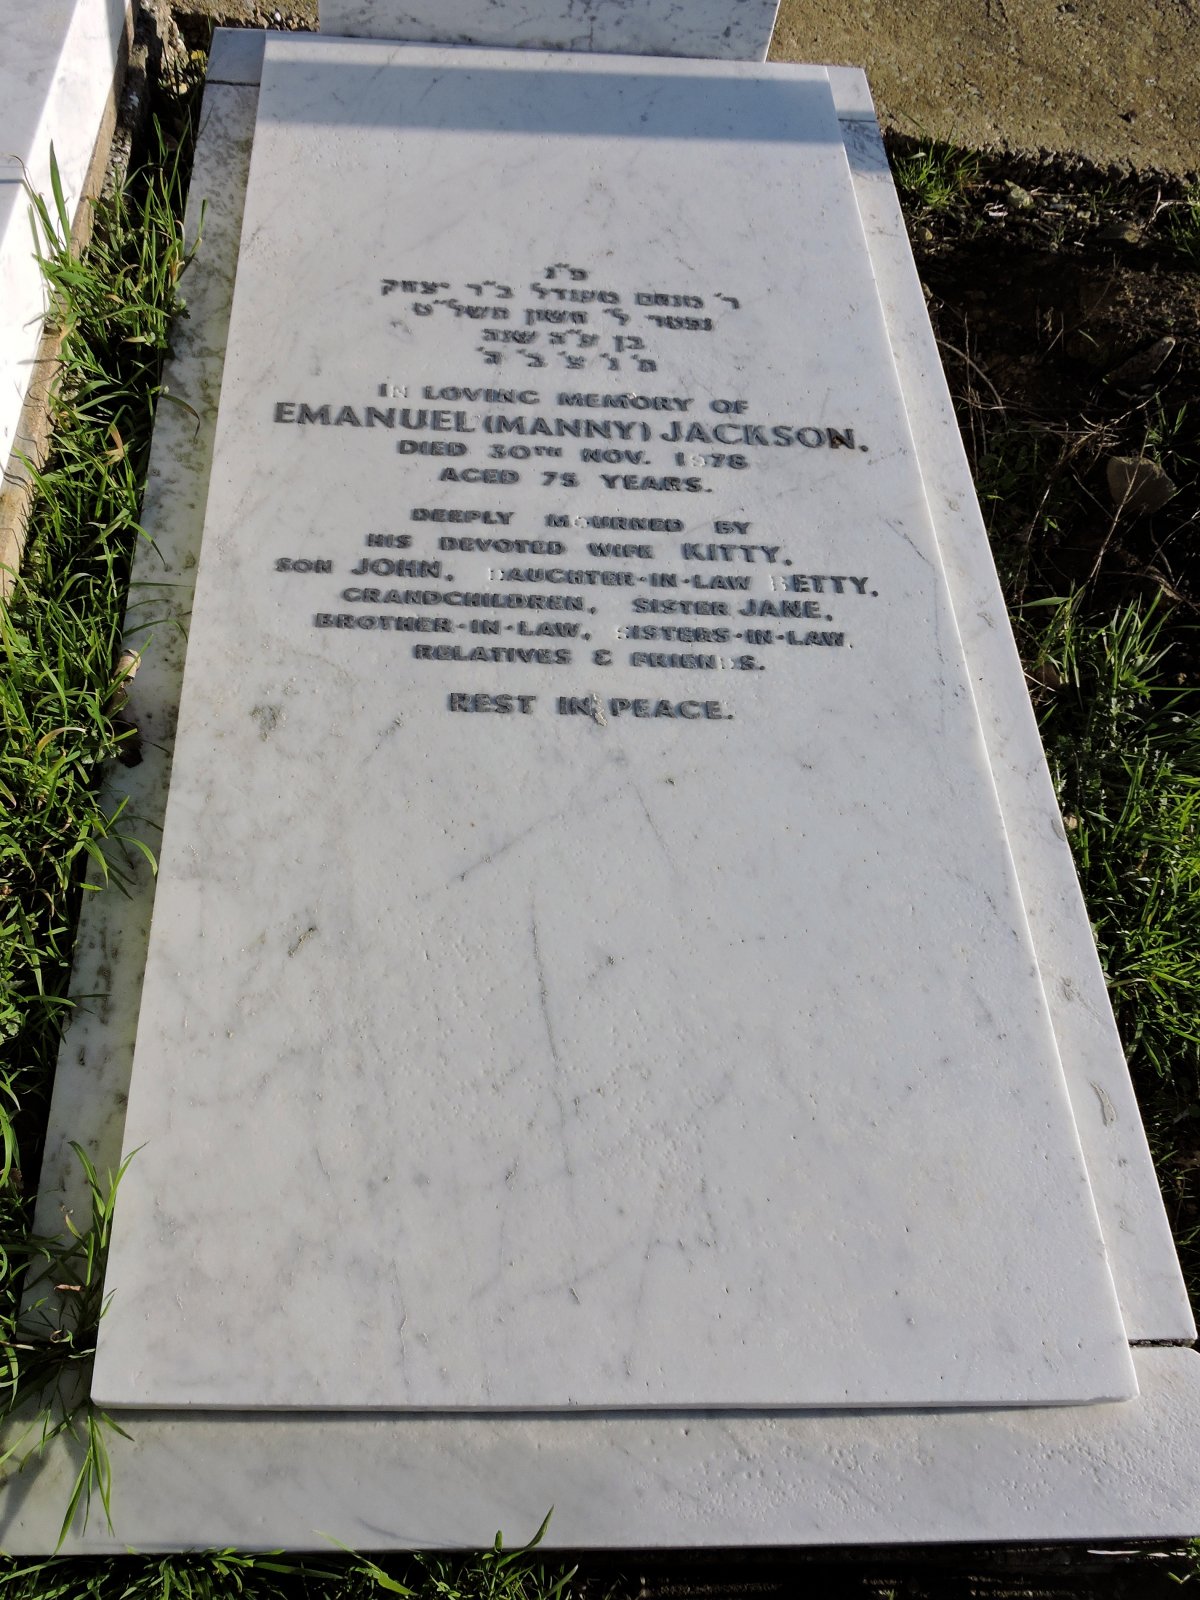 פ״נ
ר׳ מנחם מענדל ב״ר יצחק
נפטר ל׳ חשון תשל״ט
בן ע״ה שנה
ת׳ נ׳ צ׳ ב׳ ה׳
IN LOVING MEMORY OF
EMANUEL (MANNY) JACKSON.
DIED 30TH NOV. 1978
AGED 75 YEARS.
DEEPLY MOURNED BY
HIS DEVOTED WIFE KITTY,
SON JOHN, DAUGHTER-IN-LAW BETTY,
GRANDCHILDREN, SISTER JANE,
BROTHER-IN-LAW, SISTERS-IN-LAW,
RELATIVES & FRIENDS.
REST IN PEACE.